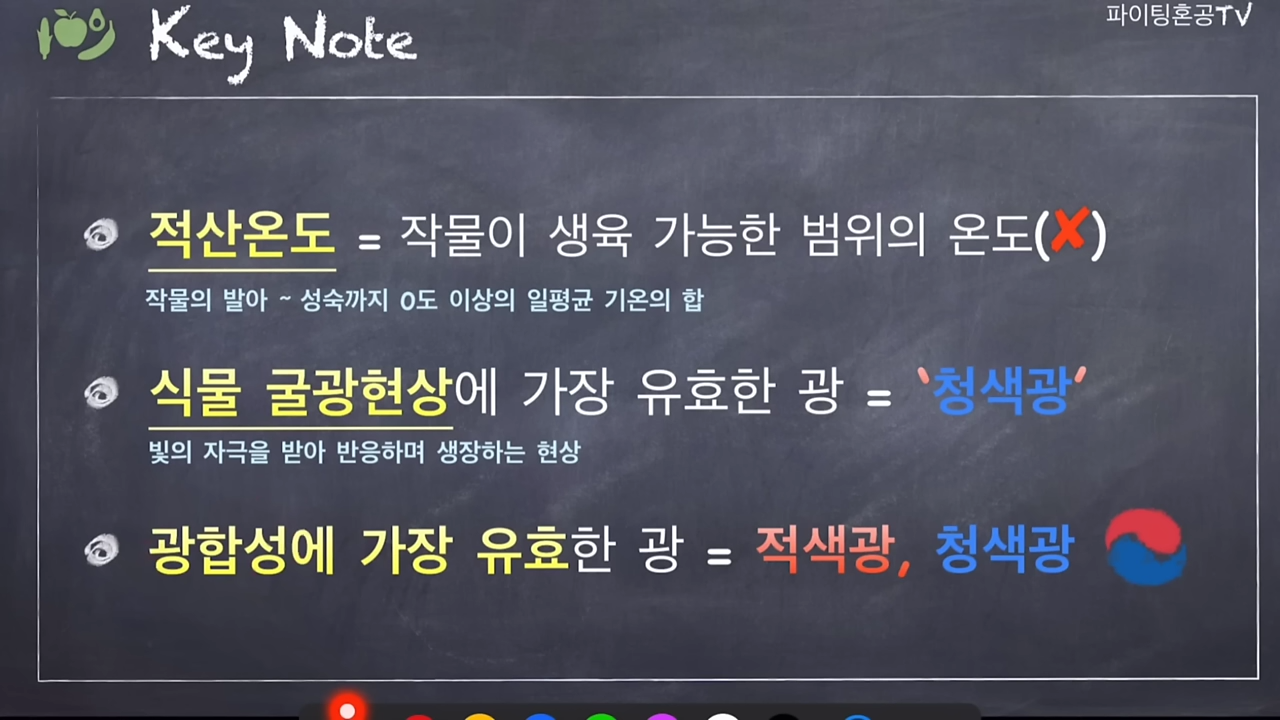 파이팅혼공TV
Key Note
적산온도 = 작물이 생육 가능한 범위의 온도(✘)
작물의 발아 ~ 성숙까지 0도 이상의 일평균 기온의 합
식물 굴광현상에 가장 유효한 광 = '청색광'
빛의 자극을 받아 반응하며 생장하는 현상
광합성에 가장 유효한 광 = 적색광, 청색광